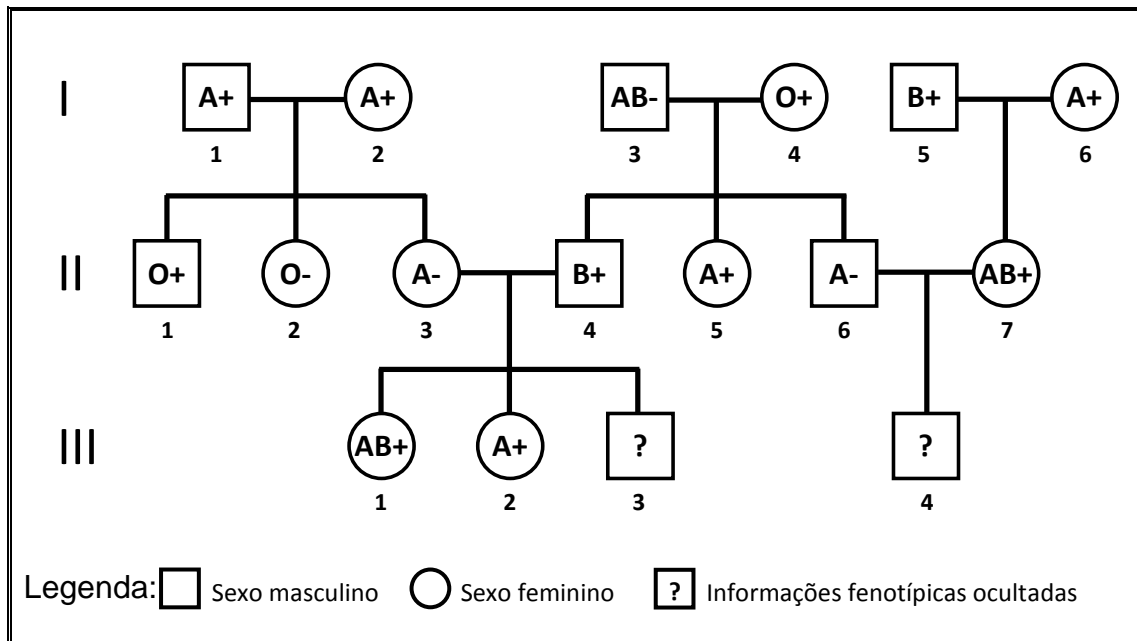 I A+ A+ AB- O+ B+ A+
1 2 3 4 5 6
II O+ O- A- B+ A+ A- AB+
1 2 3 4 5 6 7
III AB+ A+ ? ?
1 2 3 4
Legenda: Sexo masculino Sexo feminino ? Informações fenotípicas ocultadas